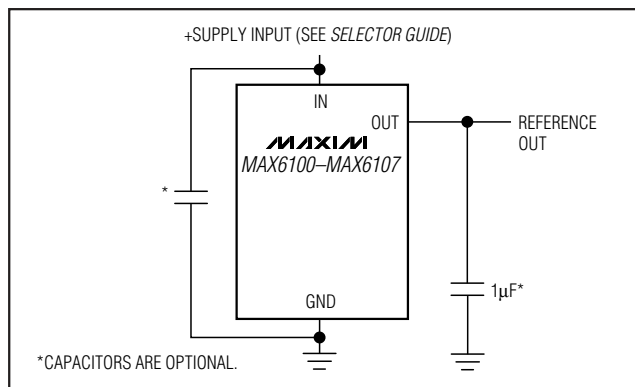 +SUPPLY INPUT (SEE SELECTOR GUIDE)
IN
OUT
REFERENCE
OUT
MAXIM
MAX6100–MAX6107
*
1µF*
GND
*CAPACITORS ARE OPTIONAL.